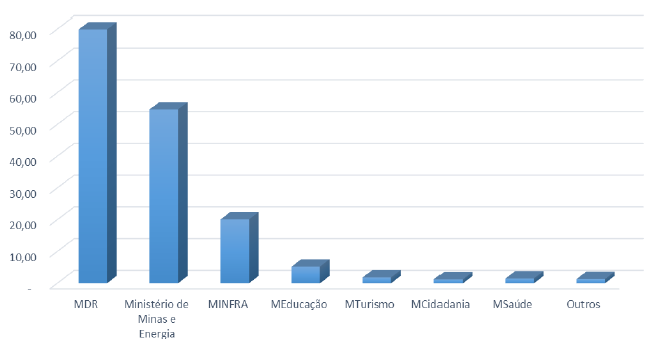 80,00
70,00
60,00
50,00
40,00
30,00
20,00
10,00
-
MDR
Ministério de
Minas e
Energia
MINFRA
MEducação
MTurismo
MCidadania
MSaúde
Outros